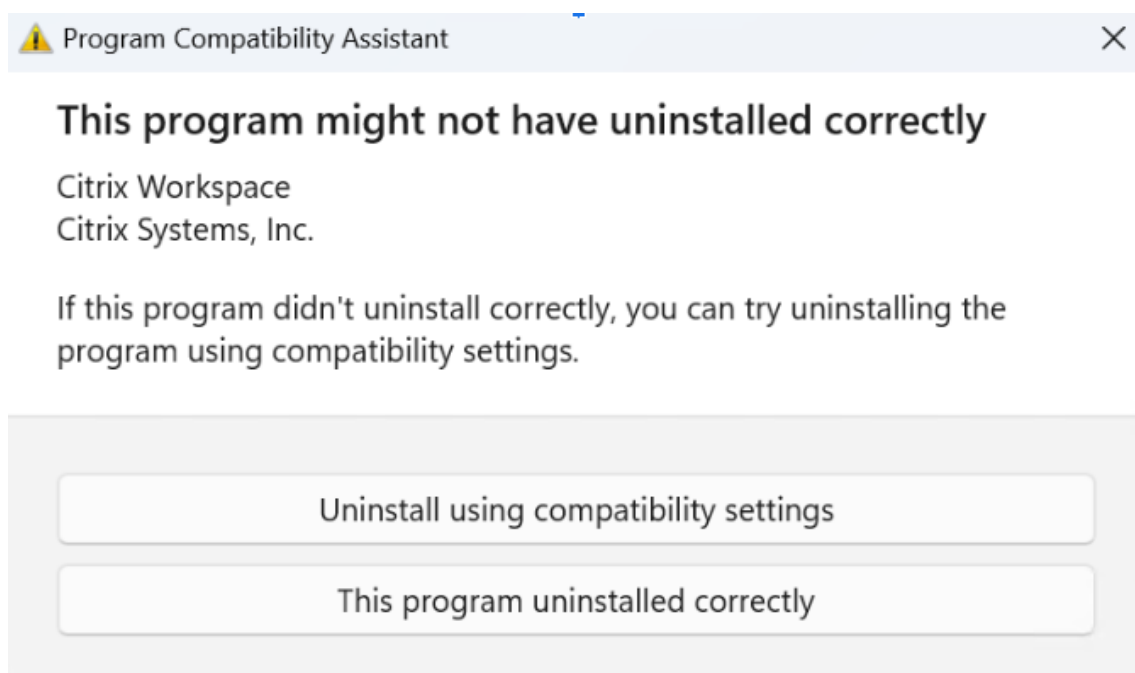 Program Compatibility Assistant
This program might not have uninstalled correctly
Citrix Workspace
Citrix Systems, Inc.
If this program didn't uninstall correctly, you can try uninstalling the
program using compatibility settings.
Uninstall using compatibility settings
This program uninstalled correctly